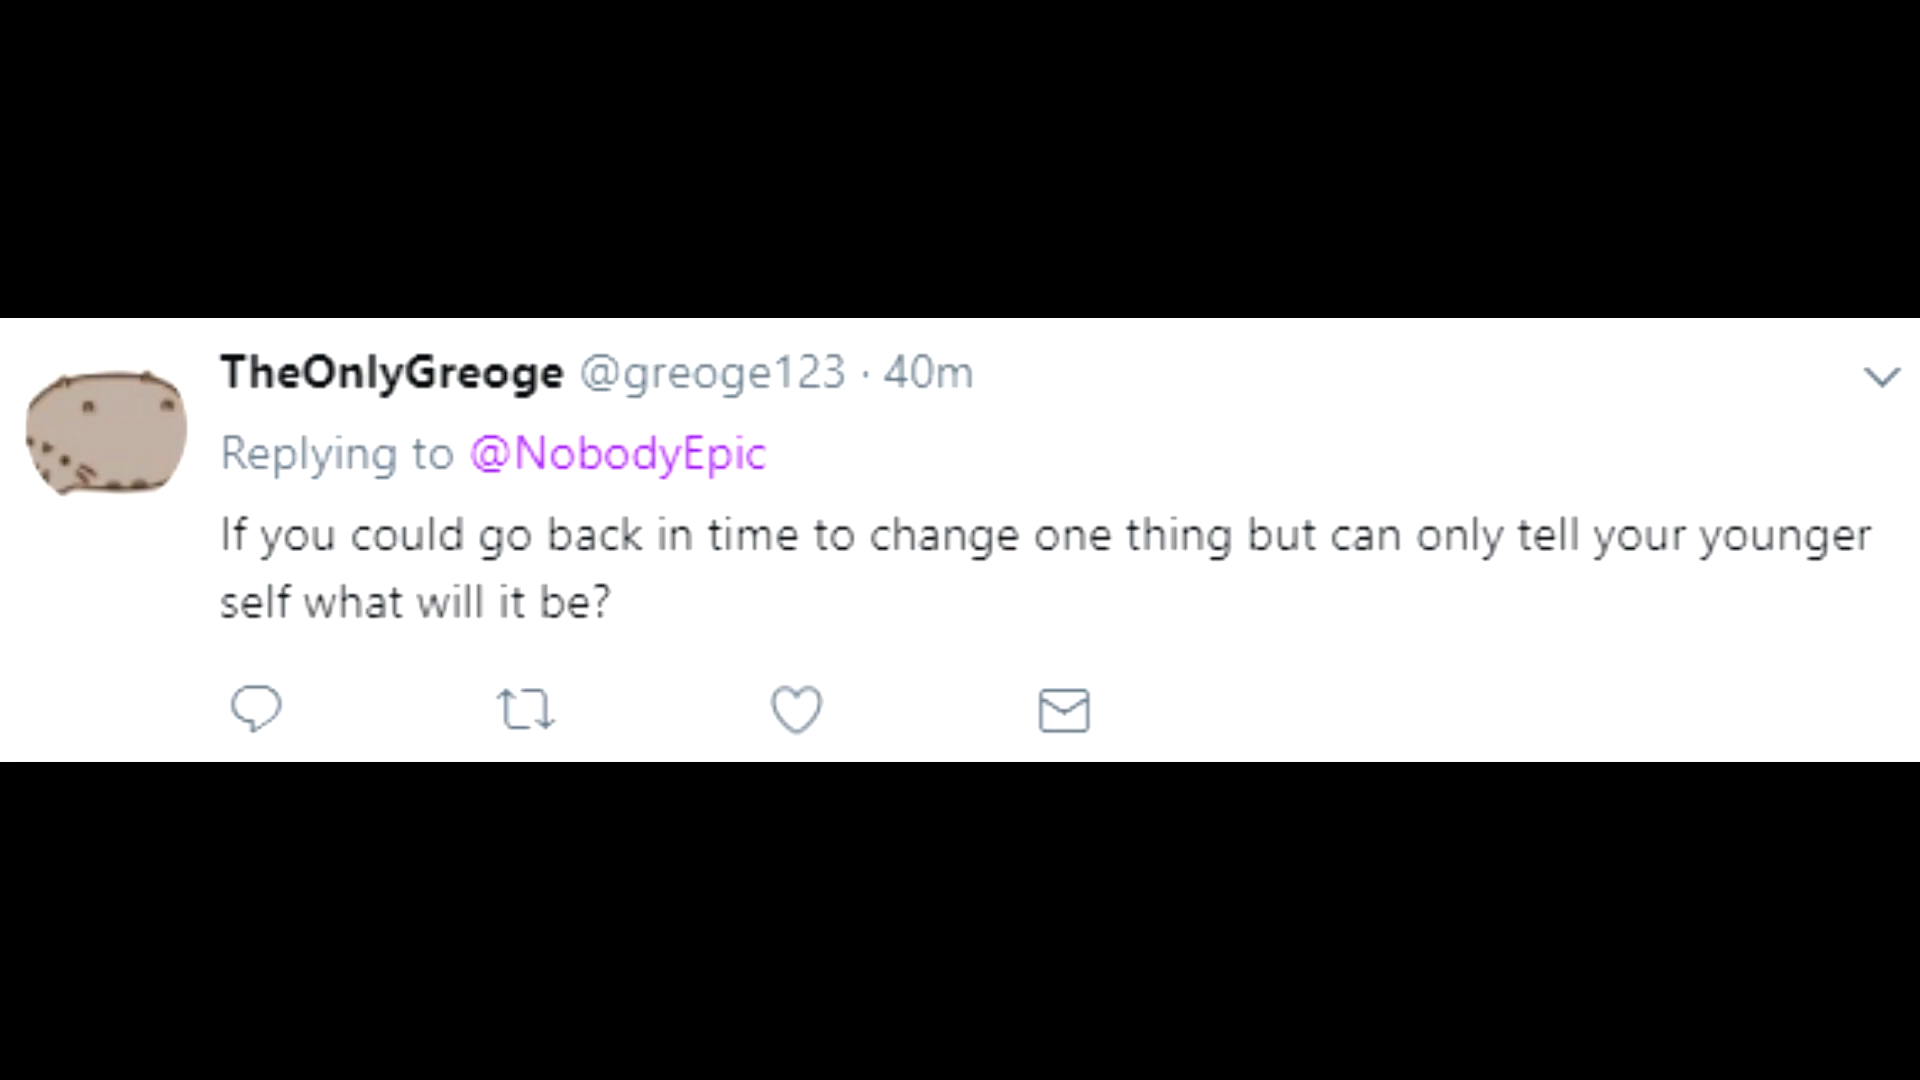 TheOnlyGreoge @greoge123 · 40m
Replying to @NobodyEpic
If you could go back in time to change one thing but can only tell your younger
self what will it be?